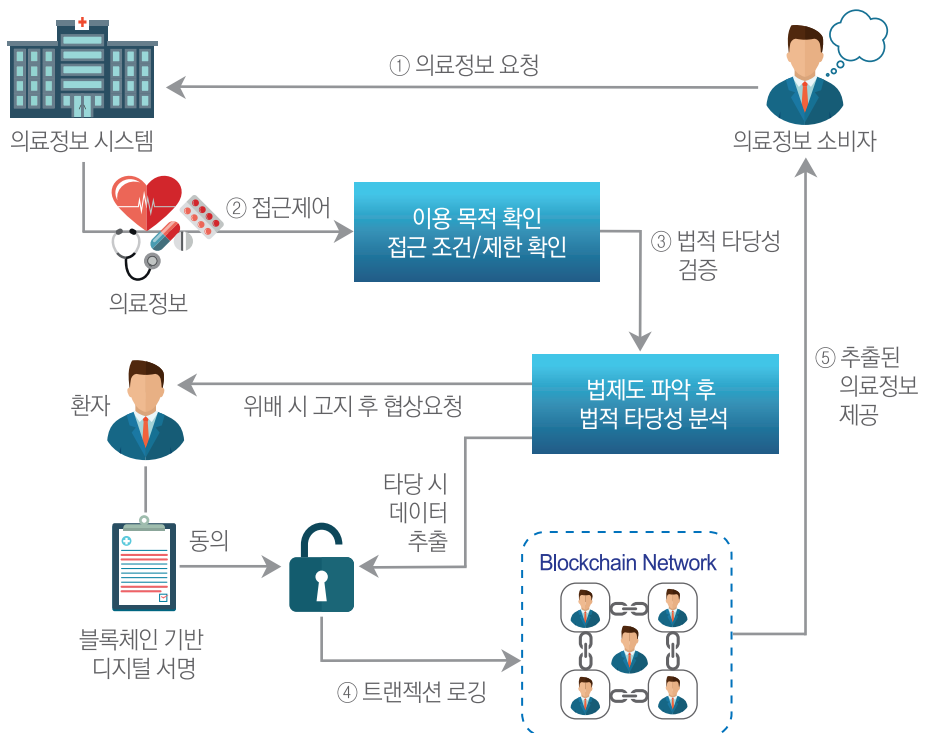 ① 의료정보 요청
의료정보 시스템
의료정보 소비자
② 접근제어
이용 목적 확인
접근 조건/제한 확인
③ 법적 타당성
검증
의료정보
환자
위배 시 고지 후 협상요청
법제도 파악 후
법적 타당성 분석
⑤ 추출된
의료정보
제공
타당 시
데이터
추출
동의
블록체인 기반
디지털 서명
④ 트랜젝션 로깅
Blockchain Network